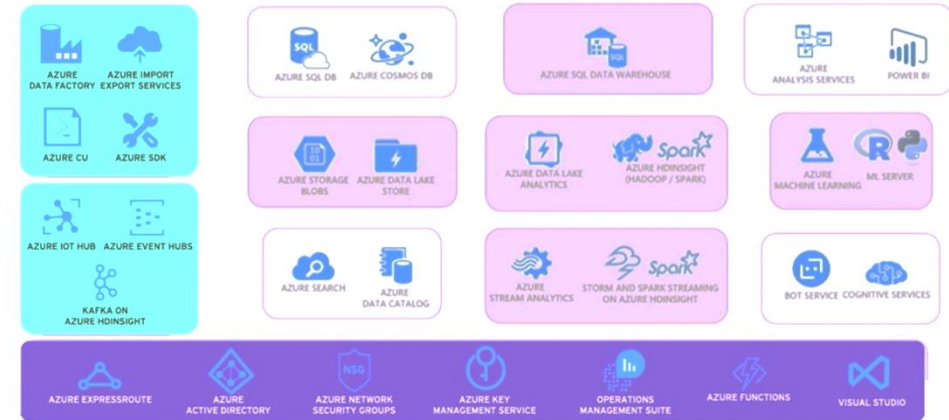 AZURE
DATA FACTORY
AZURE IMPORT
EXPORT SERVICES
AZURE CU
AZURE SDK
AZURE IOT HUB
AZURE EVENT HUBS
KAFKA ON
AZURE HDINSIGHT
SQL
AZURE SQL DB
AZURE COSMOS DB
SQL
AZURE SQL DATA WAREHOUSE
AZURE
ANALYSIS SERVICES
POWER BI
10
01
AZURE STORAGE
BLOBS
AZURE DATA LAKE
STORE
AZURE DATA LAKE
ANALYTICS
Spark
AZURE HDINSIGHT
(HADOOP / SPARK)
AZURE
MACHINE LEARNING
R
ML SERVER
AZURE SEARCH
AZURE
DATA CATALOG
AZURE
STREAM ANALYTICS
Spark
STORM AND SPARK STREAMING
ON AZURE HDINSIGHT
BOT SERVICE
COGNITIVE SERVICES
AZURE EXPRESSROUTE
AZURE
ACTIVE DIRECTORY
NSG
AZURE NETWORK
SECURITY GROUPS
AZURE KEY
MANAGEMENT SERVICE
OPERATIONS
MANAGEMENT SUITE
AZURE FUNCTIONS
VISUAL STUDIO